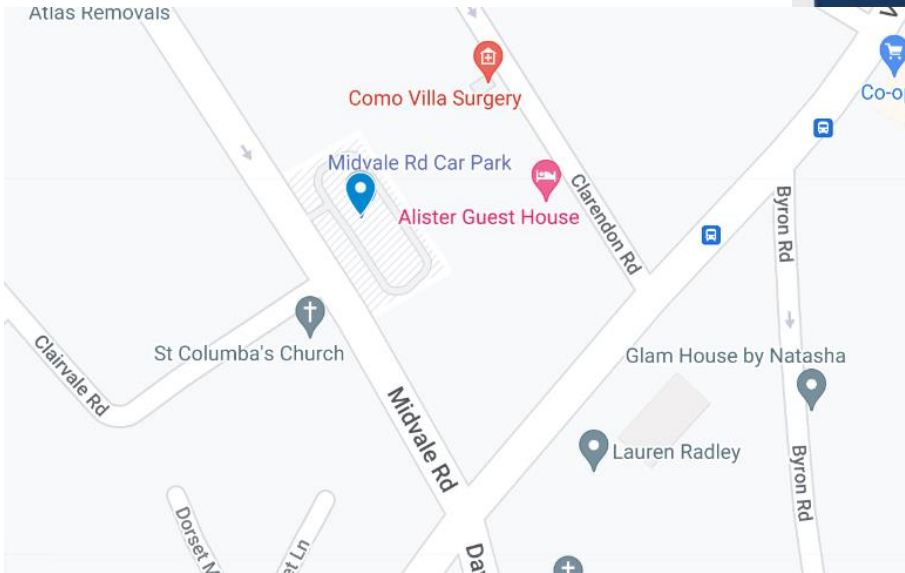 Atlas Removals
Como Villa Surgery
Co-op
Midvale Rd Car Park
Alister Guest House
Clarendon Rd
Byron Rd
St Columba's Church
Clairvale Rd
Glam House by Natasha
Midvale Rd
Lauren Radley
Byron Rd
Dorset